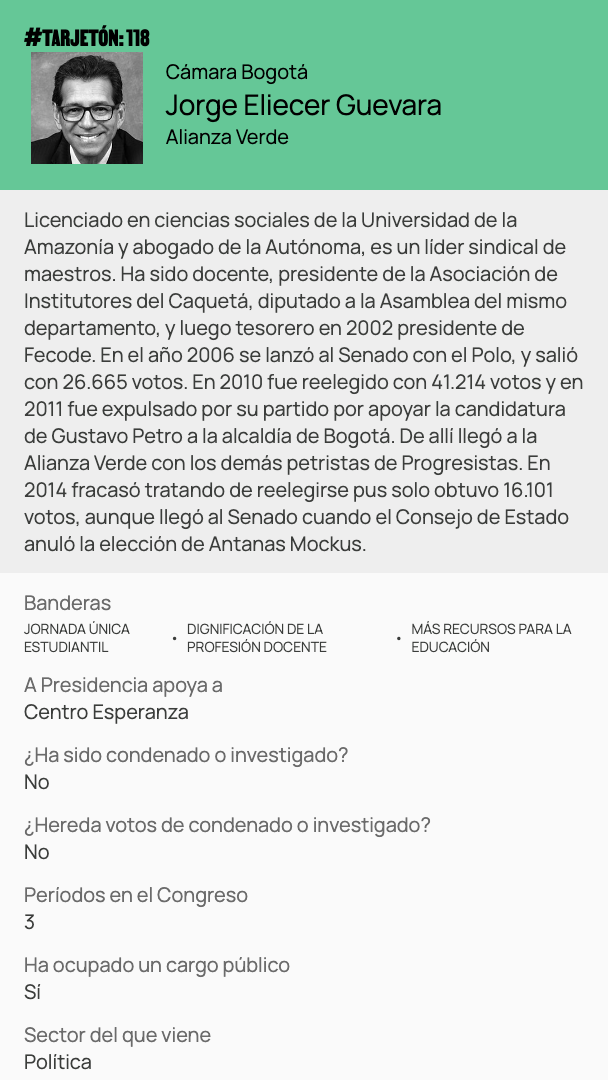 #TARJETÓN: 118
Cámara Bogotá
Jorge Eliecer Guevara
Alianza Verde
Licenciado en ciencias sociales de la Universidad de la
Amazonía y abogado de la Autónoma, es un líder sindical de
maestros. Ha sido docente, presidente de la Asociación de
Institutores del Caquetá, diputado a la Asamblea del mismo
departamento, y luego tesorero en 2002 presidente de
Fecode. En el año 2006 se lanzó al Senado con el Polo, y salió
con 26.665 votos. En 2010 fue reelegido con 41.214 votos y en
2011 fue expulsado por su partido por apoyar la candidatura
de Gustavo Petro a la alcaldía de Bogotá. De allí llegó a la
Alianza Verde con los demás petristas de Progresistas. En
2014 fracasó tratando de reelegirse pus solo obtuvo 16.101
votos, aunque llegó al Senado cuando el Consejo de Estado
anuló la elección de Antanas Mockus.
Banderas
JORNADA ÚNICA
ESTUDIANTIL
• DIGNIFICACIÓN DE LA
PROFESIÓN DOCENTE
• MÁS RECURSOS PARA LA
EDUCACIÓN
A Presidencia apoya a
Centro Esperanza
¿Ha sido condenado o investigado?
No
¿Hereda votos de condenado o investigado?
No
Períodos en el Congreso
3
Ha ocupado un cargo público
Sí
Sector del que viene
Política